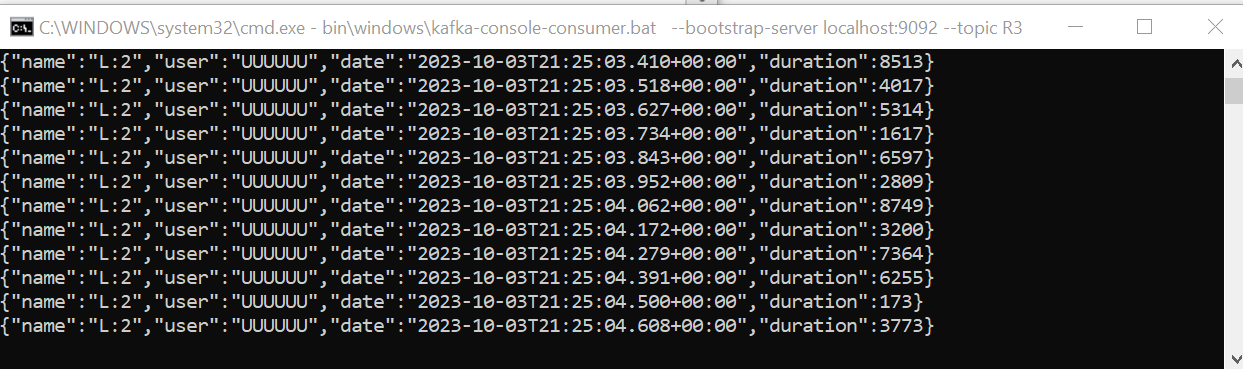 C:\WINDOWS\system32\cmd.exe - bin\windows\kafka-console-consumer.bat  --bootstrap-server localhost:9092 --topic R3
{"name":"L:2","user":"UUUUUU","date":"2023-10-03T21:25:03.410+00:00","duration":8513}
{"name":"L:2","user":"UUUUUU","date":"2023-10-03T21:25:03.518+00:00","duration":4017}
{"name":"L:2","user":"UUUUUU","date":"2023-10-03T21:25:03.627+00:00","duration":5314}
{"name":"L:2","user":"UUUUUU","date":"2023-10-03T21:25:03.734+00:00","duration":1617}
{"name":"L:2","user":"UUUUUU","date":"2023-10-03T21:25:03.843+00:00","duration":6597}
{"name":"L:2","user":"UUUUUU","date":"2023-10-03T21:25:03.952+00:00","duration":2809}
{"name":"L:2","user":"UUUUUU","date":"2023-10-03T21:25:04.062+00:00","duration":8749}
{"name":"L:2","user":"UUUUUU","date":"2023-10-03T21:25:04.172+00:00","duration":3200}
{"name":"L:2","user":"UUUUUU","date":"2023-10-03T21:25:04.279+00:00","duration":7364}
{"name":"L:2","user":"UUUUUU","date":"2023-10-03T21:25:04.391+00:00","duration":6255}
{"name":"L:2","user":"UUUUUU","date":"2023-10-03T21:25:04.500+00:00","duration":173}
{"name":"L:2","user":"UUUUUU","date":"2023-10-03T21:25:04.608+00:00","duration":3773}